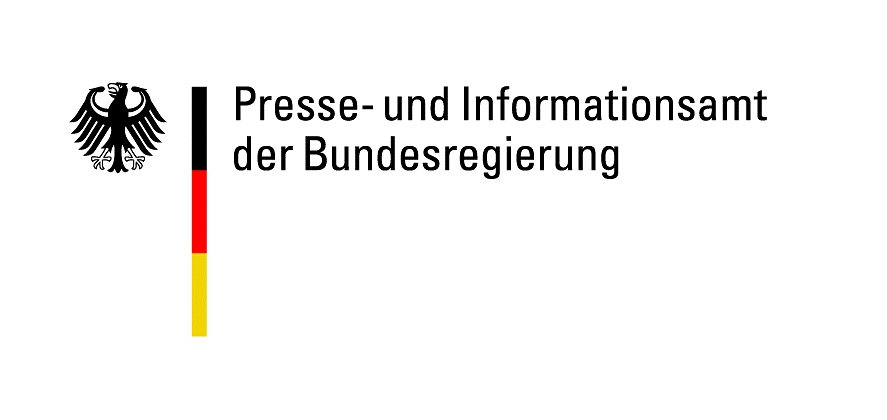 Presse- und Informationsamt
der Bundesregierung